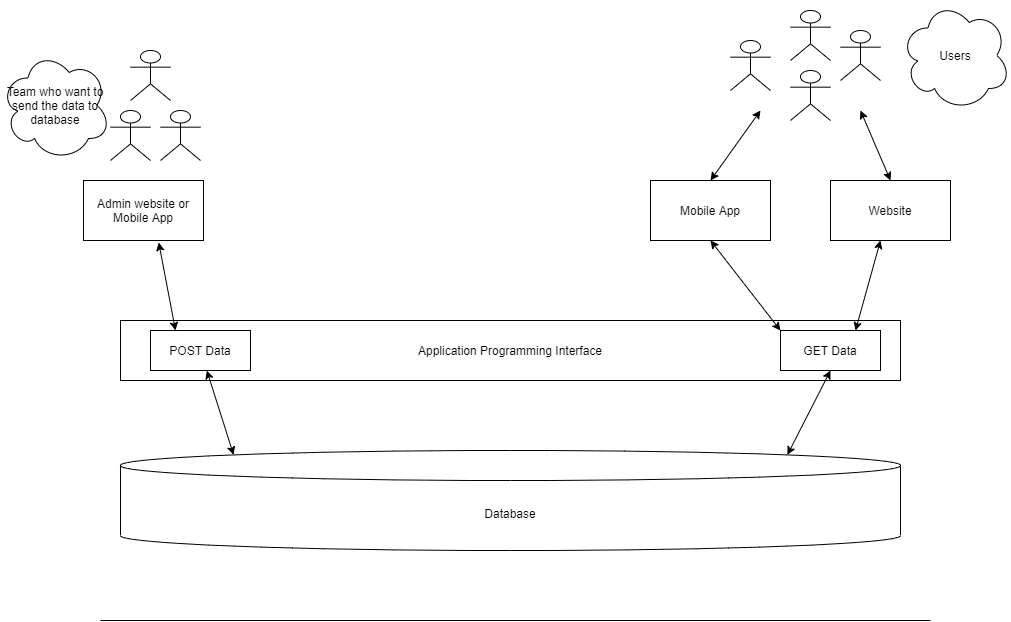 Users
Team who want to
send the data to
database
Admin website or
Mobile App
Mobile App
Website
POST Data
Application Programming Interface
GET Data
Database